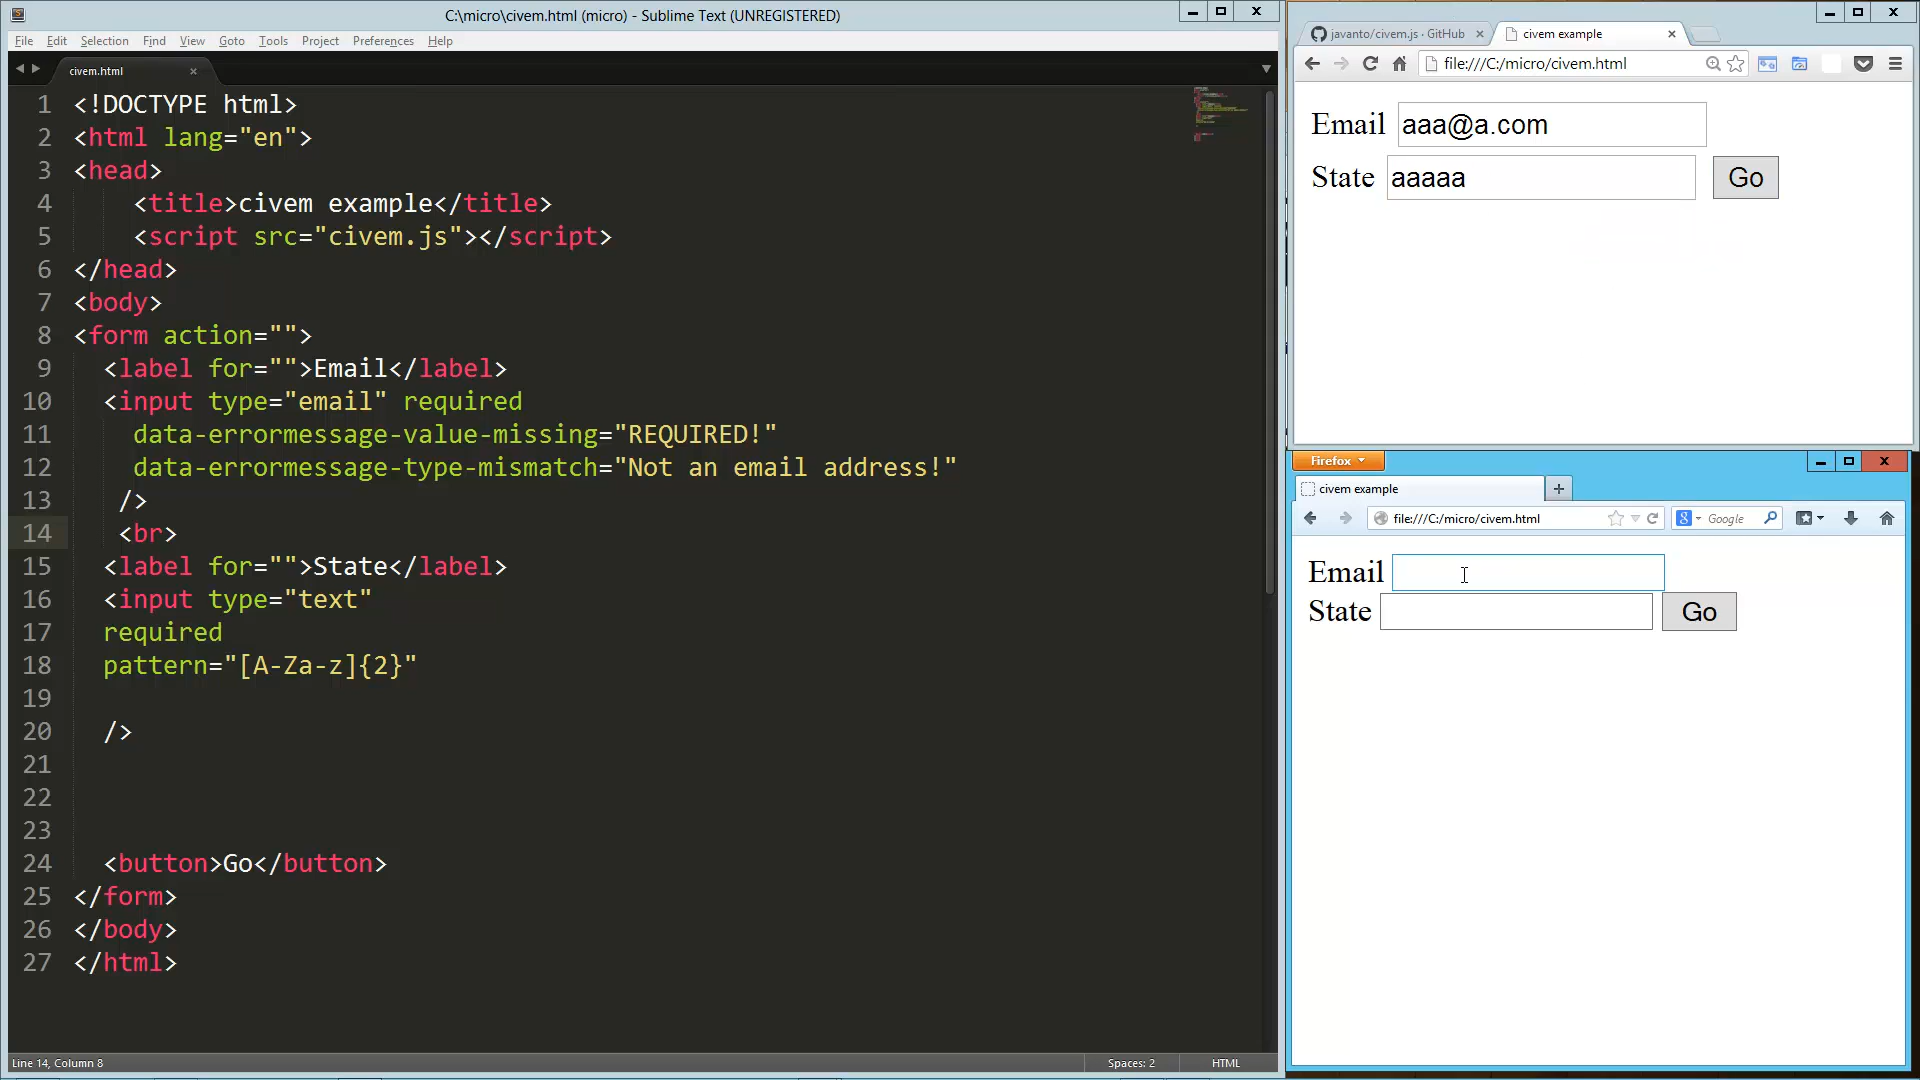 C:\micro\civem.html (micro) - Sublime Text (UNREGISTERED)
File Edit Selection Find View Goto Tools Project Preferences Help
civem.html
1 <!DOCTYPE html>
2 <html lang="en">
3 <head>
4 <title>civem example</title>
5 <script src="civem.js"></script>
6 </head>
7 <body>
8 <form action="">
9 <label for="">Email</label>
10 <input type="email" required
11 data-errormessage-value-missing="REQUIRED!"
12 data-errormessage-type-mismatch="Not an email address!"
13 />
14 <br>
15 <label for="">State</label>
16 <input type="text"
17 required
18 pattern="[A-Za-z]{2}"
19
20 />
21
22
23
24 <button>Go</button>
25 </form>
26 </body>
27 </html>
Line 14, Column 8
Spaces: 2
HTML
javanto/civem.js · GitHub
civem example
file:///C:/micro/civem.html
Email aaa@a.com
State aaaaa Go
Firefox
civem example
file:///C:/micro/civem.html
Google
Email
State Go